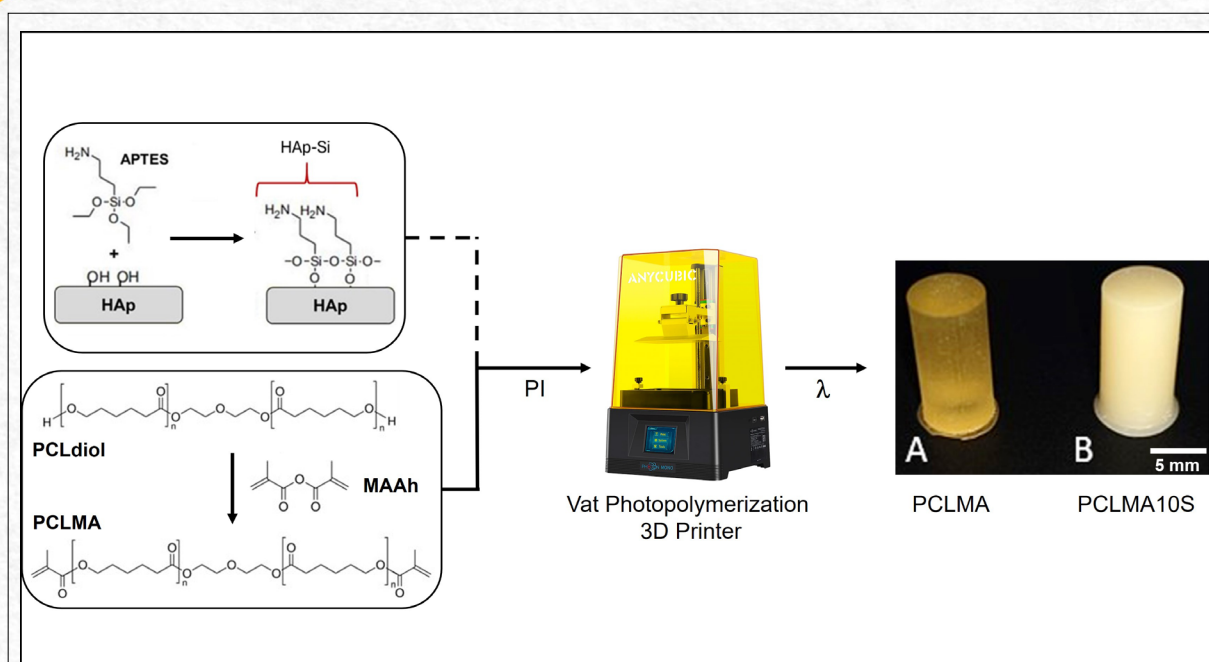 HAp-Si
H₂N
APTES
H₂N H₂N
Si
O
O
O
+
OH OH
HAp
—O Si O Si O—
O O
HAp
H O O n O O O O O H n
PCLdiol
MAAh
O
O O
PCLMA
O O n O O O O O n O
PI
ANYCUBIC
Vat Photopolymerization
3D Printer
λ
A
B
5 mm
PCLMA
PCLMA10S